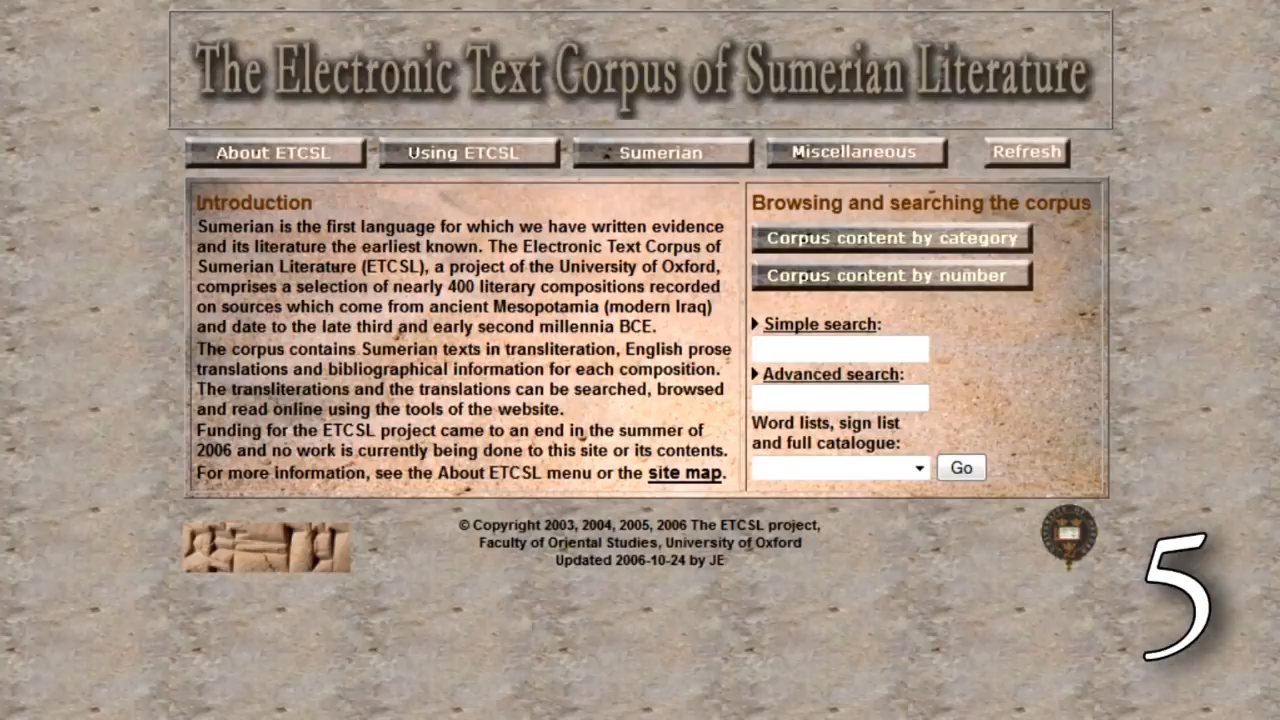 The Electronic Text Corpus of Sumerian Literature
About ETCSL
Using ETCSL
Sumerian
Miscellaneous
Refresh
Introduction
Sumerian is the first language for which we have written evidence
and its literature the earliest known. The Electronic Text Corpus of
Sumerian Literature (ETCSL), a project of the University of Oxford,
comprises a selection of nearly 400 literary compositions recorded
on sources which come from ancient Mesopotamia (modern Iraq)
and date to the late third and early second millennia BCE.
The corpus contains Sumerian texts in transliteration, English prose
translations and bibliographical information for each composition.
The transliterations and the translations can be searched, browsed
and read online using the tools of the website.
Funding for the ETCSL project came to an end in the summer of
2006 and no work is currently being done to this site or its contents.
For more information, see the About ETCSL menu or the site map.
Browsing and searching the corpus
Corpus content by category
Corpus content by number
Simple search:
Advanced search:
Word lists, sign list
and full catalogue:
Go
© Copyright 2003, 2004, 2005, 2006 The ETCSL project,
Faculty of Oriental Studies, University of Oxford
Updated 2006-10-24 by JE
5